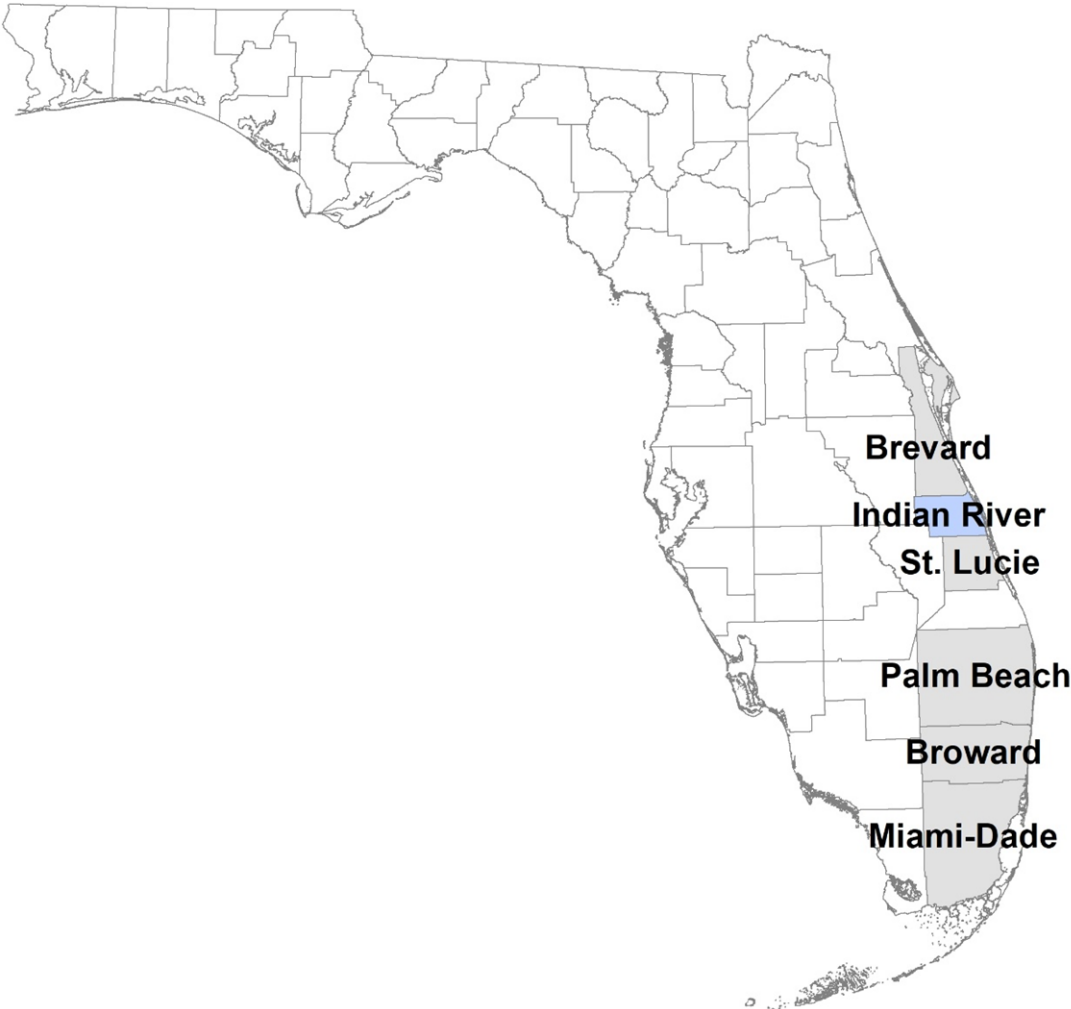 Brevard
Indian River
St. Lucie
Palm Beach
Broward
Miami-Dade